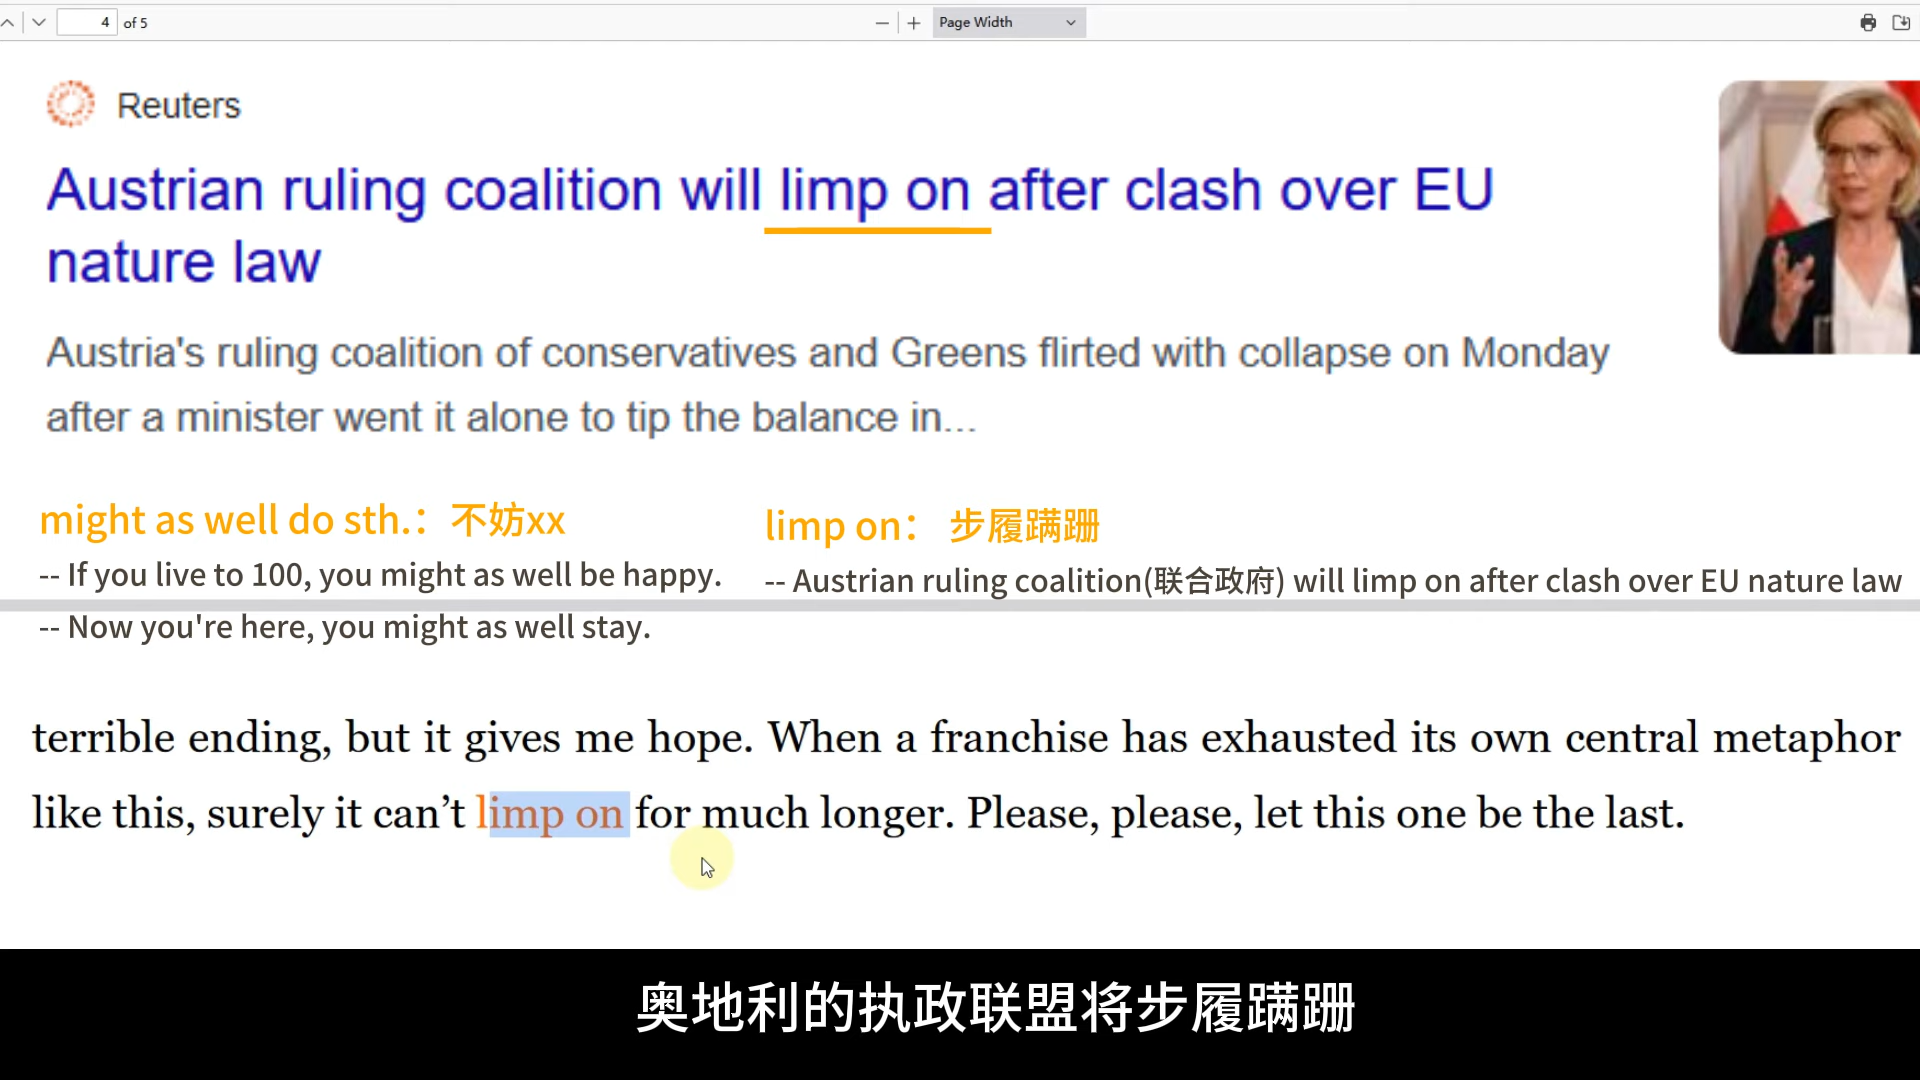 4 of 5
Page Width
Reuters
Austrian ruling coalition will limp on after clash over EU
nature law
Austria's ruling coalition of conservatives and Greens flirted with collapse on Monday
after a minister went it alone to tip the balance in...
might as well do sth.：不妨xx
-- If you live to 100, you might as well be happy.
-- Now you're here, you might as well stay.
limp on： 步履蹒跚
-- Austrian ruling coalition(联合政府) will limp on after clash over EU nature law
terrible ending, but it gives me hope. When a franchise has exhausted its own central metaphor
like this, surely it can’t limp on for much longer. Please, please, let this one be the last.
奥地利的执政联盟将步履蹒跚